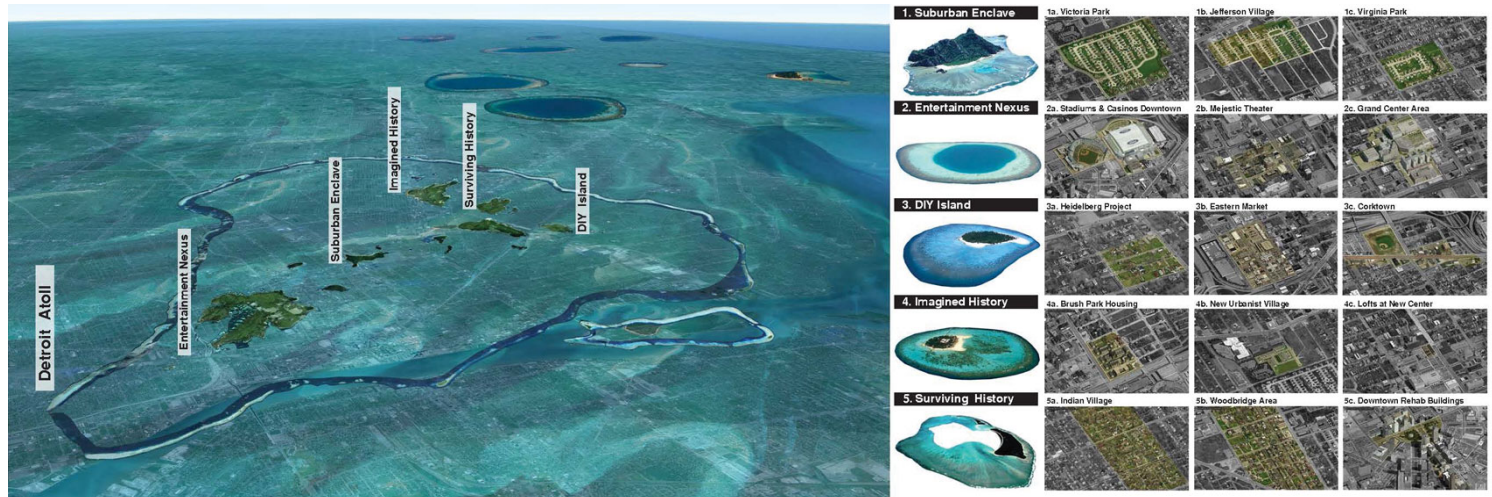 Detroit Atoll
Entertainment Nexus
Suburban Enclave
Imagined History
Surviving History
DIY Island
1. Suburban Enclave
1a. Victoria Park
1b. Jefferson Village
1c. Virginia Park
2. Entertainment Nexus
2a. Stadiums & Casinos Downtown
2b. Mejestic Theater
2c. Grand Center Area
3. DIY Island
3a. Heidelberg Project
3b. Eastern Market
3c. Corktown
4. Imagined History
4a. Brush Park Housing
4b. New Urbanist Village
4c. Lofts at New Center
5. Surviving History
5a. Indian Village
5b. Woodbridge Area
5c. Downtown Rehab Buildings